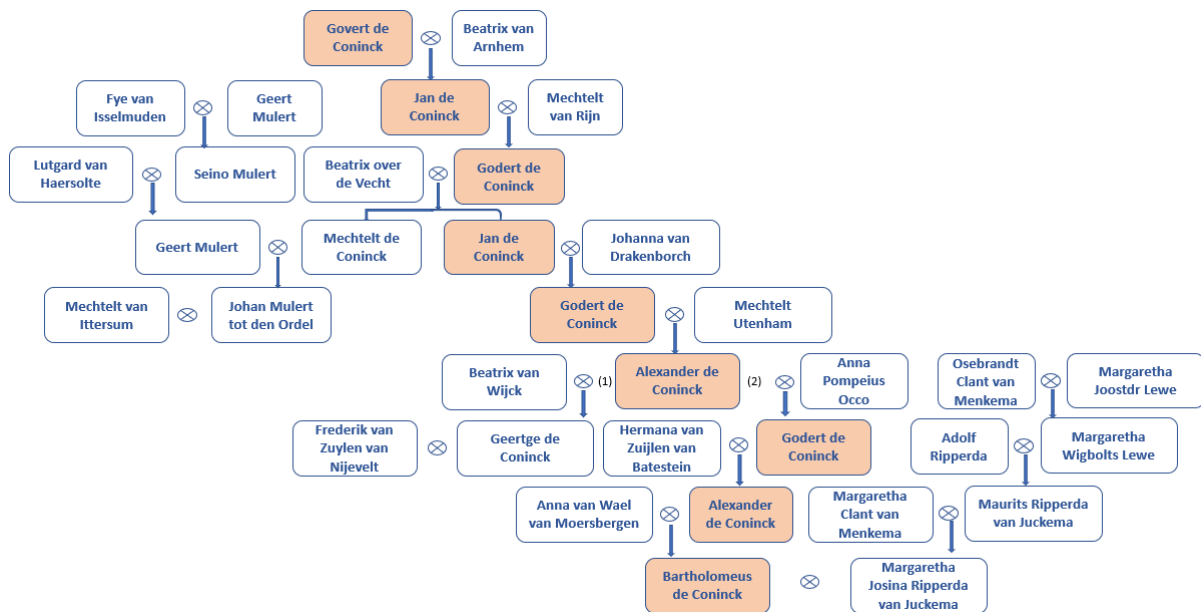 Govert de
Coninck
Beatrix van
Arnhem
Fye van
Isselmuden
Geert
Mulert
Jan de
Coninck
Mechtelt
van Rijn
Lutgard van
Haersolte
Seino Mulert
Beatrix over
de Vecht
Godert de
Coninck
Geert Mulert
Mechtelt de
Coninck
Jan de
Coninck
Johanna van
Drakenborch
Mechtelt van
Ittersum
Johan Mulert
tot den Ordel
Godert de
Coninck
Mechtelt
Utenham
Beatrix van
Wijck
(1)
Alexander de
Coninck
(2)
Anna
Pompeius
Occo
Osebrandt
Clant van
Menkema
Margaretha
Joostdr Lewe
Frederik van
Zuylen van
Nijevelt
Geertge de
Coninck
Hermana van
Zuijlen van
Batestein
Godert de
Coninck
Adolf
Ripperda
Margaretha
Wigbolts Lewe
Anna van Wael
van Moersbergen
Alexander
de Coninck
Margaretha
Clant van
Menkema
Maurits Ripperda
van Juckema
Bartholomeus
de Coninck
Margaretha
Josina Ripperda
van Juckema